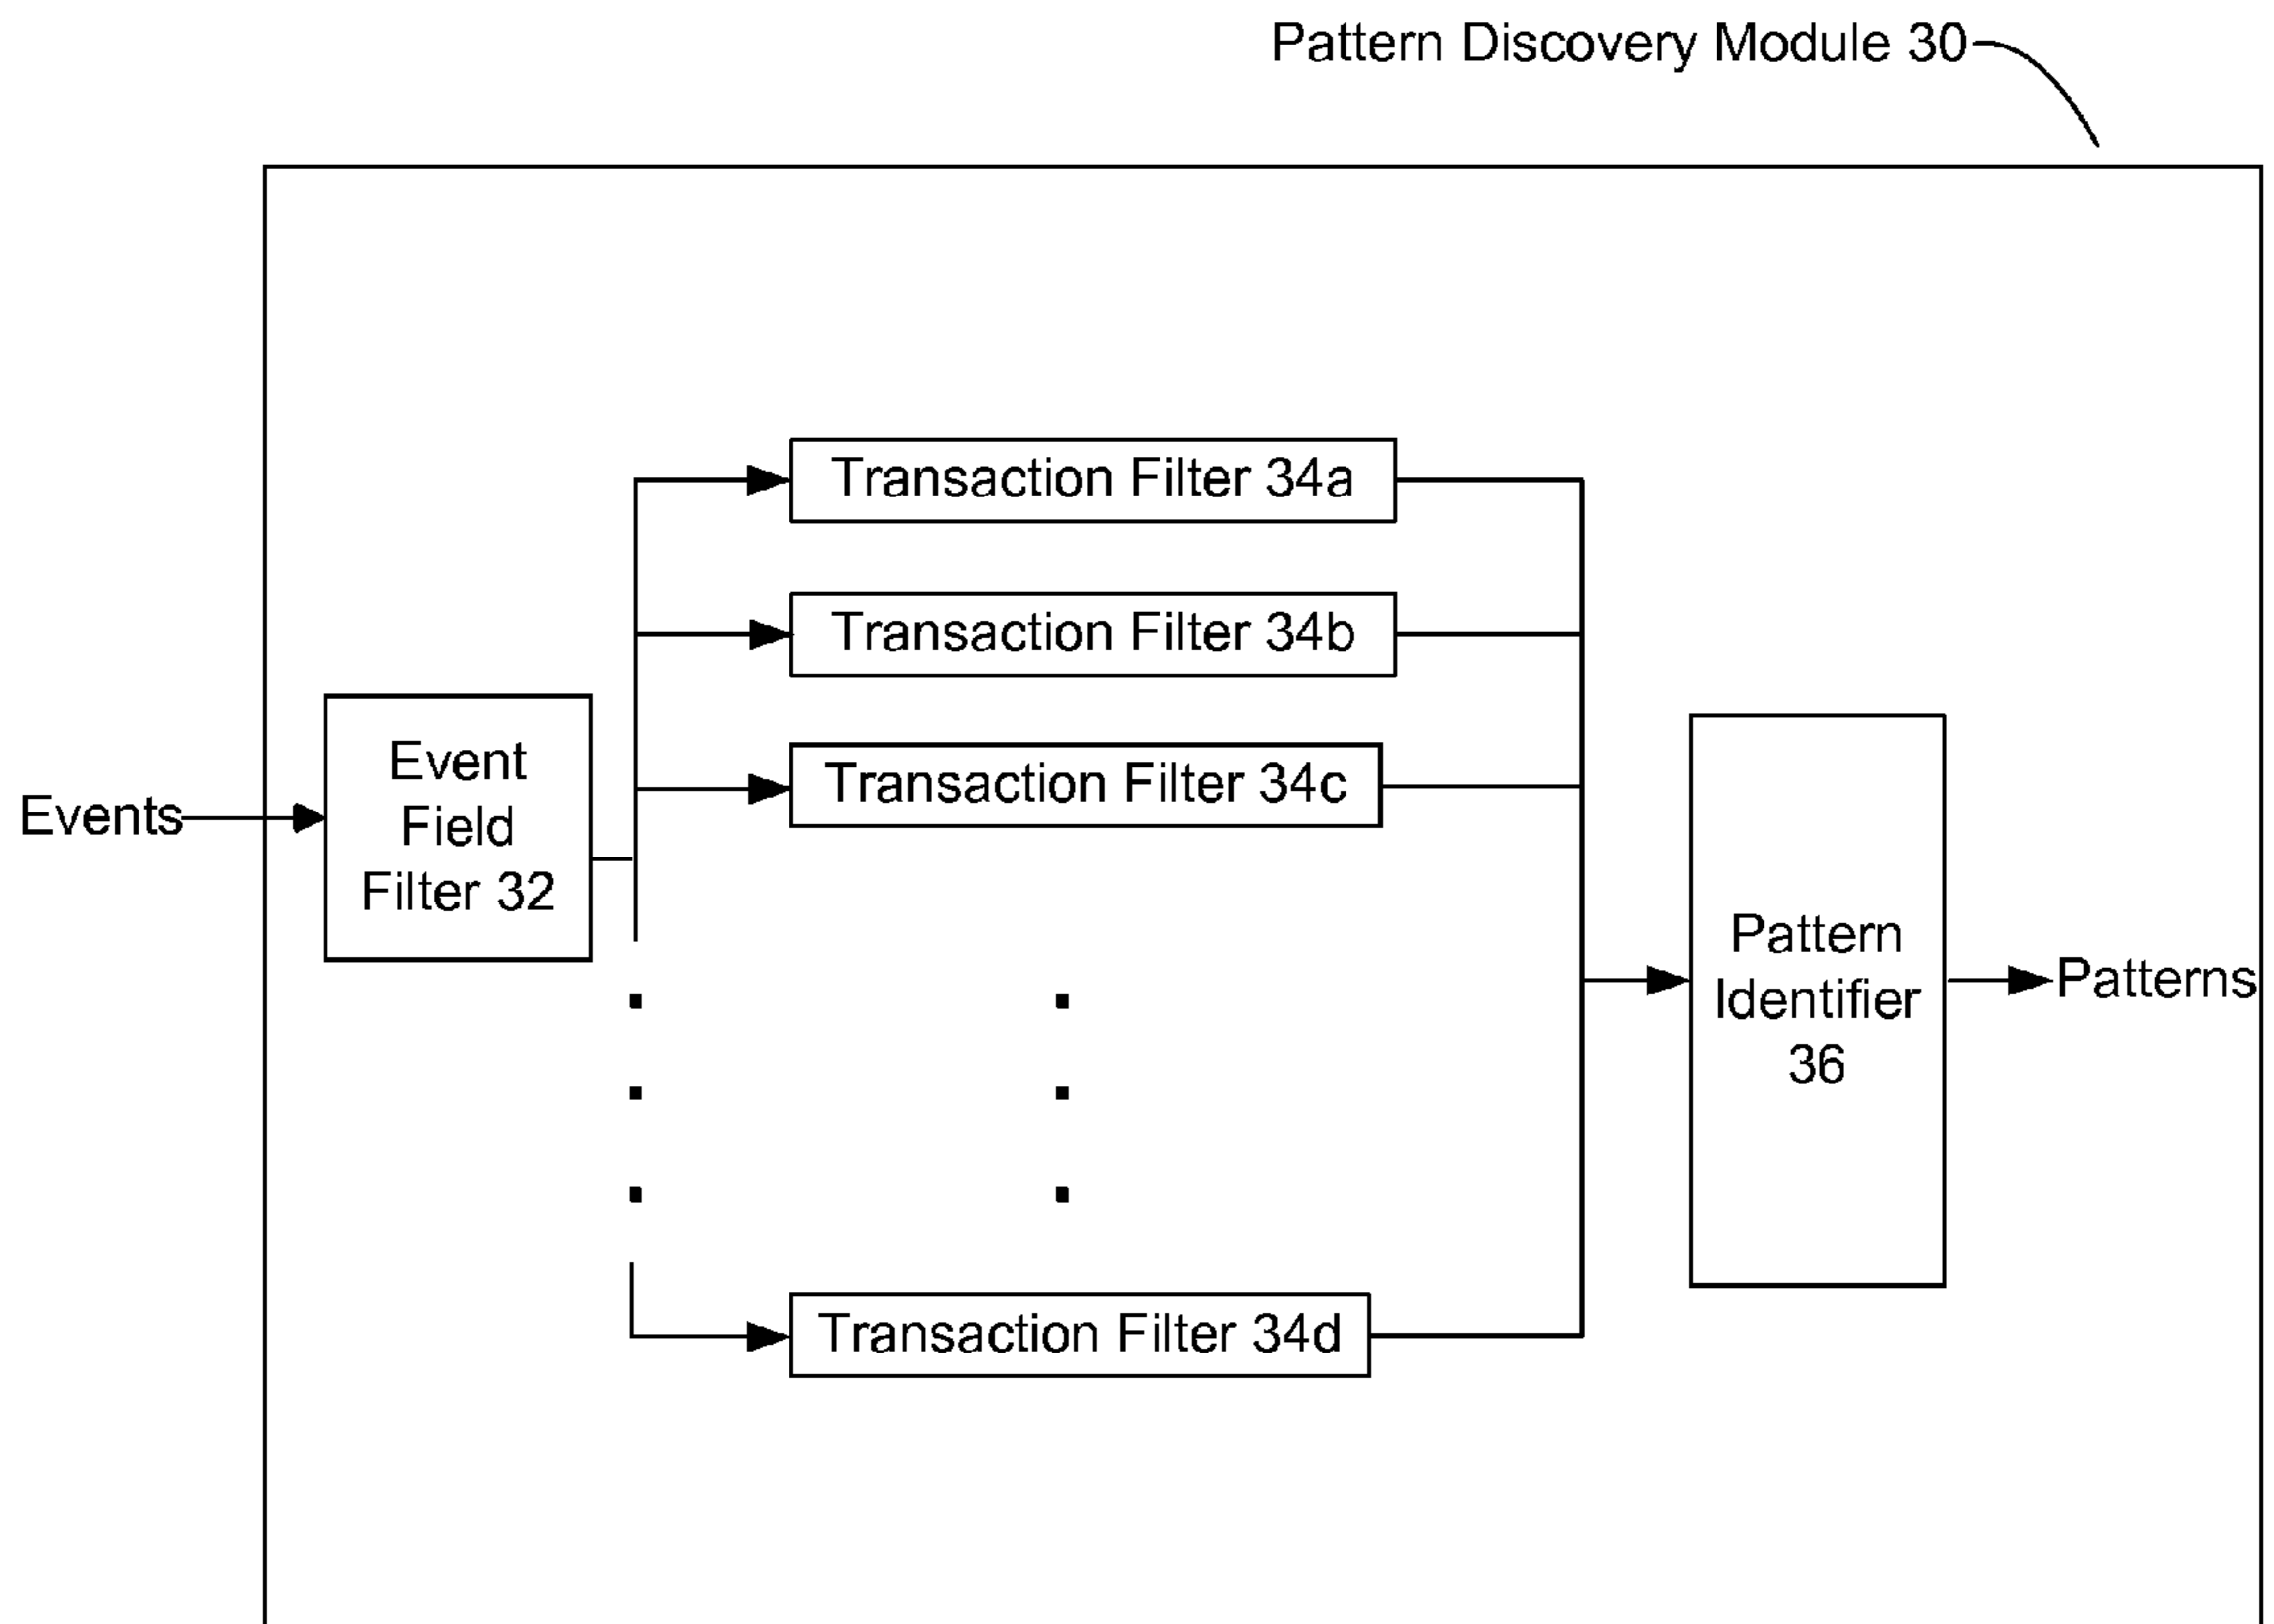 Pattern Discovery Module 30
Transaction Filter 34a
Transaction Filter 34b
Transaction Filter 34c
Event
Field
Filter 32
Events
Pattern
Identifier
36
Patterns
Transaction Filter 34d